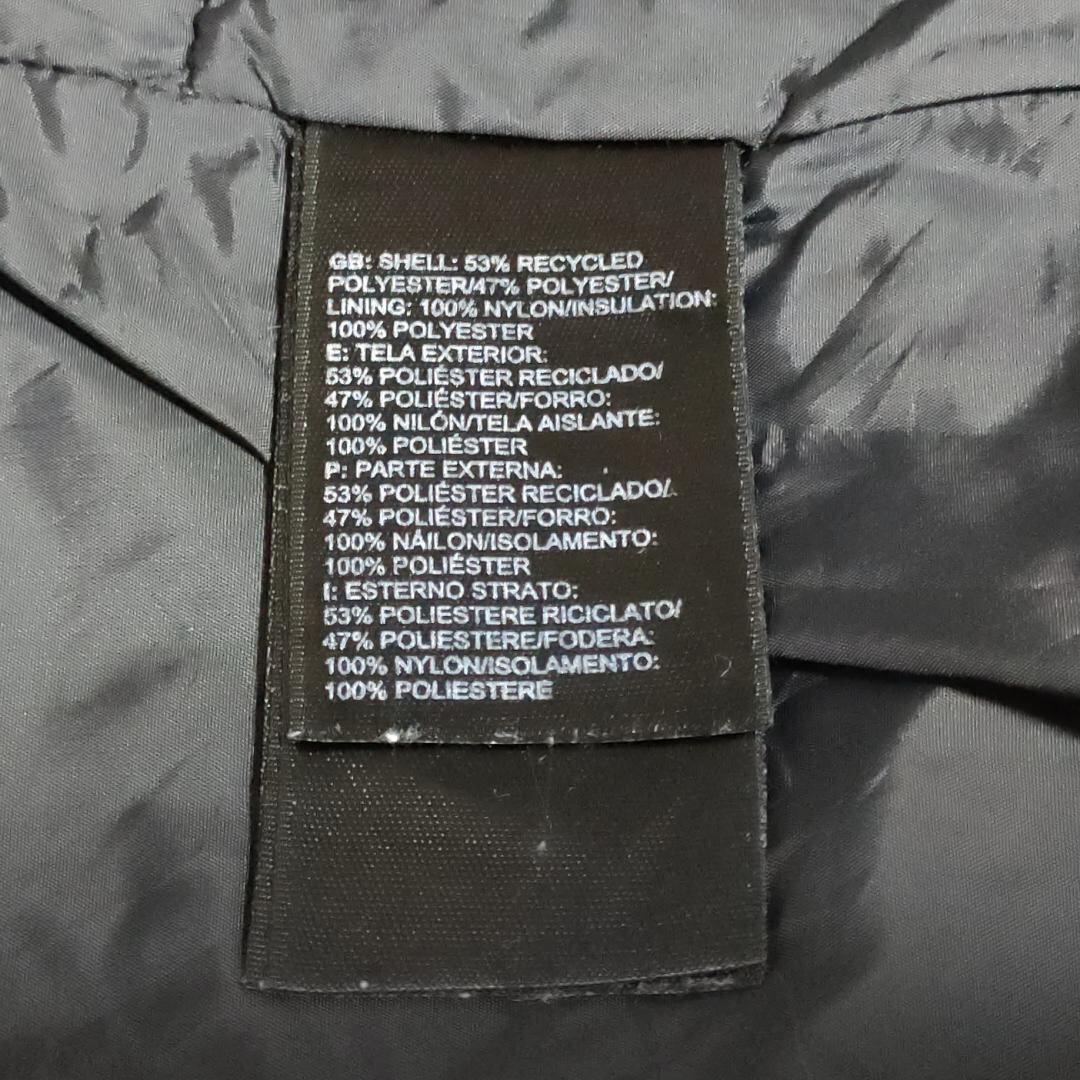 GB: SHELL: 53% RECYCLED
POLYESTER/47% POLYESTER/
LINING: 100% NYLON/INSULATION:
100% POLYESTER
E: TELA EXTERIOR:
53% POLIÉSTER RECICLADO/
47% POLIÉSTER/FORRO:
100% NILÓN/TELA AISLANTE:
100% POLIÉSTER
P: PARTE EXTERNA:
53% POLIÉSTER RECICLADO/
47% POLIÉSTER/FORRO:
100% NÁILON/ISOLAMENTO:
100% POLIÉSTER
I: ESTERNO STRATO:
53% POLIESTERE RICICLATO/
47% POLIESTERE/FODERA:
100% NYLON/ISOLAMENTO:
100% POLIESTERE